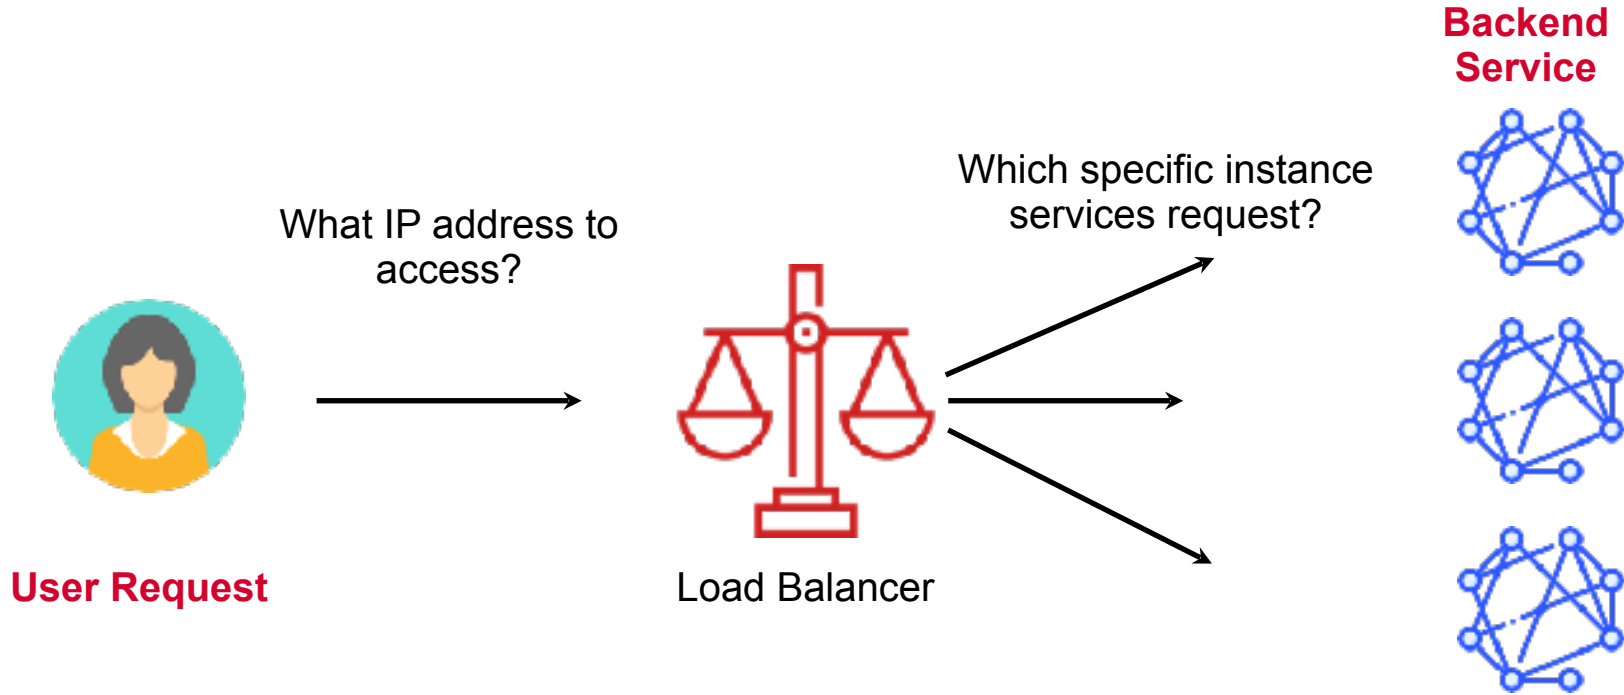 Backend
Service
Which specific instance
services request?
What IP address to
access?
User Request
Load Balancer